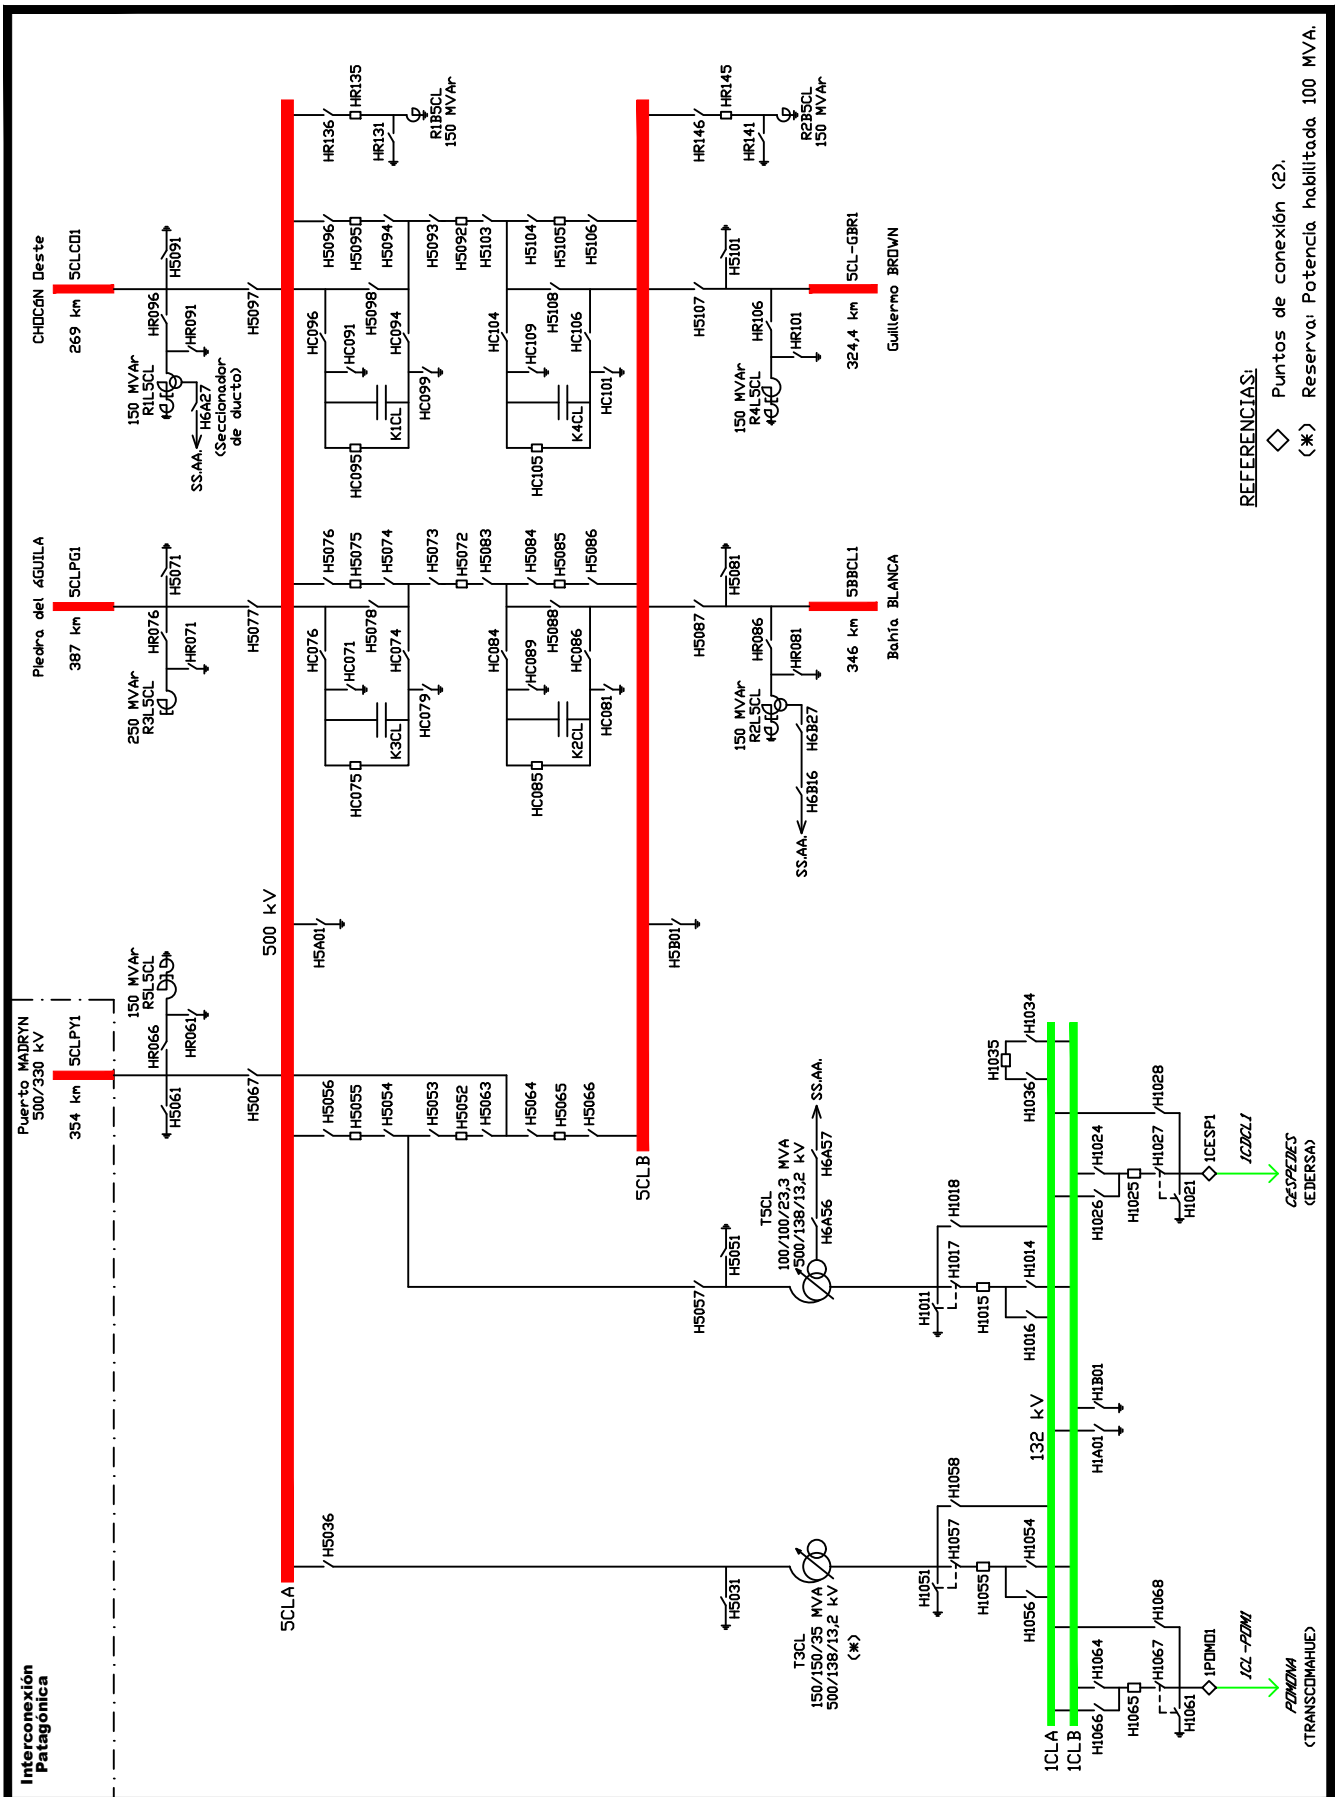 Interconexión
Patagónica
Puerto MADRYN
500/330 kV
354 km 5CLPY1
H5061
HR066
HR061
150 MVAr
R5L5CL
H5067
Piedra del AGUILA
387 km 5CLPG1
H5071
HR076
HR071
250 MVAr
R3L5CL
H5077
CHOCON Oeste
269 km 5CLCO1
H5091
HR096
HR091
150 MVAr
R1L5CL
H6A27
(Seccionador
de ducto)
SS.AA.
H5097
500 kV
5CLA
H5036
H5056
H5055
H5054
H5053
H5052
H5063
H5064
H5065
H5066
H5A01
HC076
HC071
H5078
HC074
HC079
K3CL
HC075
H5076
H5075
H5074
H5073
H5072
H5083
H5084
H5085
H5086
HC084
HC089
H5088
HC086
HC081
K2CL
HC085
HC096
HC091
H5098
HC094
HC099
K1CL
HC095
H5096
H5095
H5094
H5093
H5092
H5103
H5104
H5105
H5106
HC104
HC109
H5108
HC106
HC101
K4CL
HC105
HR136
HR135
HR131
R1B5CL
150 MVAr
5CLB
H5B01
H5087
H5081
HR086
HR081
150 MVAr
R2L5CL
H6B27
H6B16
SS.AA.
346 km 5BBCL1
Bahía BLANCA
H5107
H5101
HR106
HR101
150 MVAr
R4L5CL
324,4 km 5CL-GBR1
Guillermo BROWN
HR146
HR145
HR141
R2B5CL
150 MVAr
H5031
T3CL
150/150/35 MVA
500/138/13,2 kV
(*)
H5057
H5051
T5CL
100/100/23,3 MVA
500/138/13,2 kV
H6A56
H6A57
SS.AA.
H1051
H1058
H1057
H1055
H1056
H1054
H1011
H1018
H1017
H1015
H1016
H1014
H1036
H1035
H1034
132 kV
1CLA
1CLB
H1A01
H1B01
H1066
H1064
H1065
H1067
H1068
H1061
1POMO1
1CL-POM1
POMONA
(TRANSCOMAHUE)
H1026
H1024
H1025
H1027
H1028
H1021
1CESP1
1CDCL1
CESPEDES
(EDERSA)
REFERENCIAS:
Puntos de conexión (2).
(*) Reserva: Potencia habilitada 100 MVA.